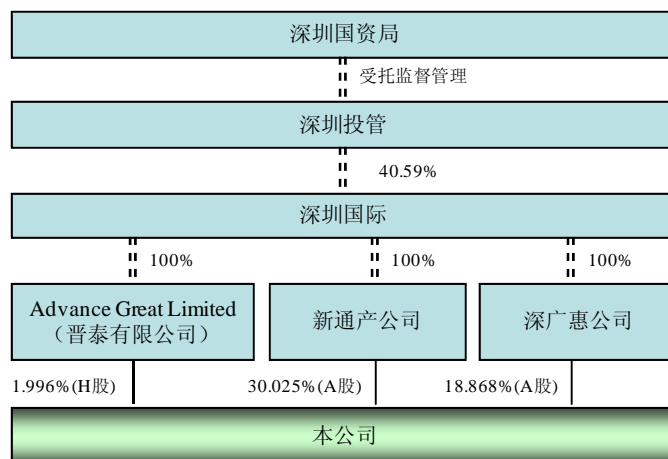 深圳国资局
受托监督管理
深圳投管
40.59%
深圳国际
100%
100%
100%
Advance Great Limited
（晋泰有限公司）
新通产公司
深广惠公司
1.996%(H股)
30.025%(A股)
18.868%(A股)
本公司